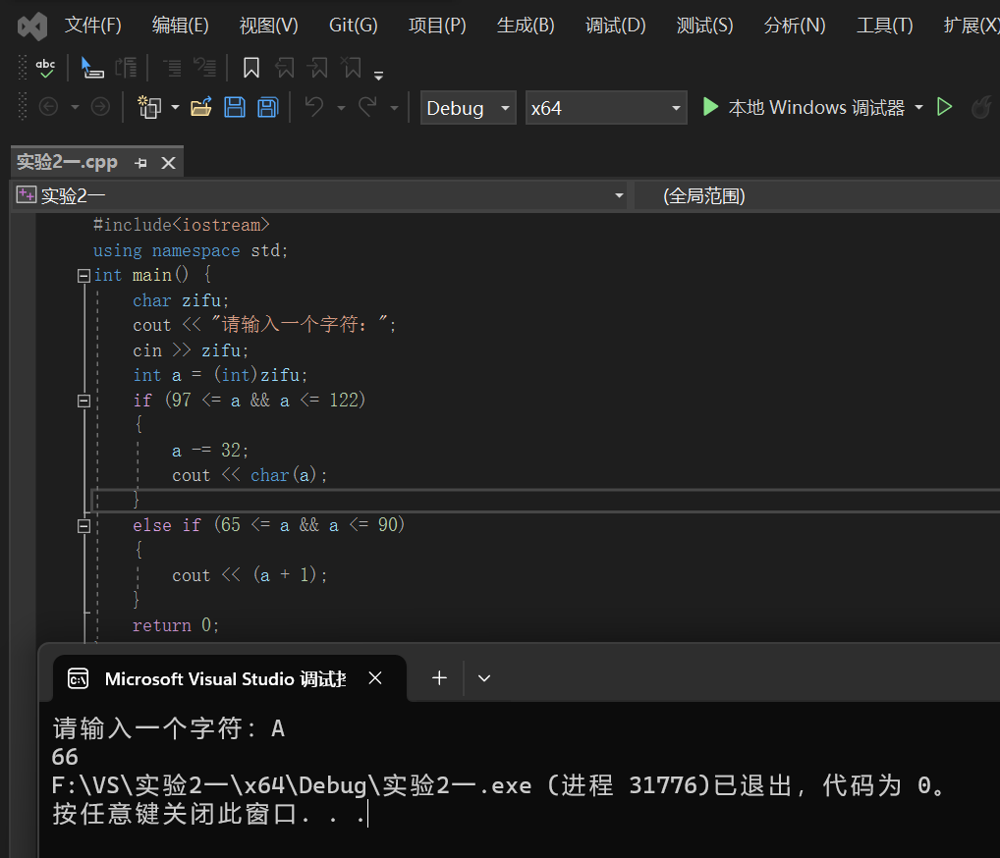 文件(F) 编辑(E) 视图(V) Git(G) 项目(P) 生成(B) 调试(D) 测试(S) 分析(N) 工具(T) 扩展(X)
abc
Debug x64 本地 Windows 调试器
实验2一.cpp
实验2一 (全局范围)
#include<iostream>
using namespace std;
int main() {
char zifu;
cout << "请输入一个字符：";
cin >> zifu;
int a = (int)zifu;
if (97 <= a && a <= 122)
{
a -= 32;
cout << char(a);
}
else if (65 <= a && a <= 90)
{
cout << (a + 1);
}
return 0;
Microsoft Visual Studio 调试
请输入一个字符：A
66
F:\VS\实验2一\x64\Debug\实验2一.exe (进程 31776)已退出，代码为 0。
按任意键关闭此窗口. . .